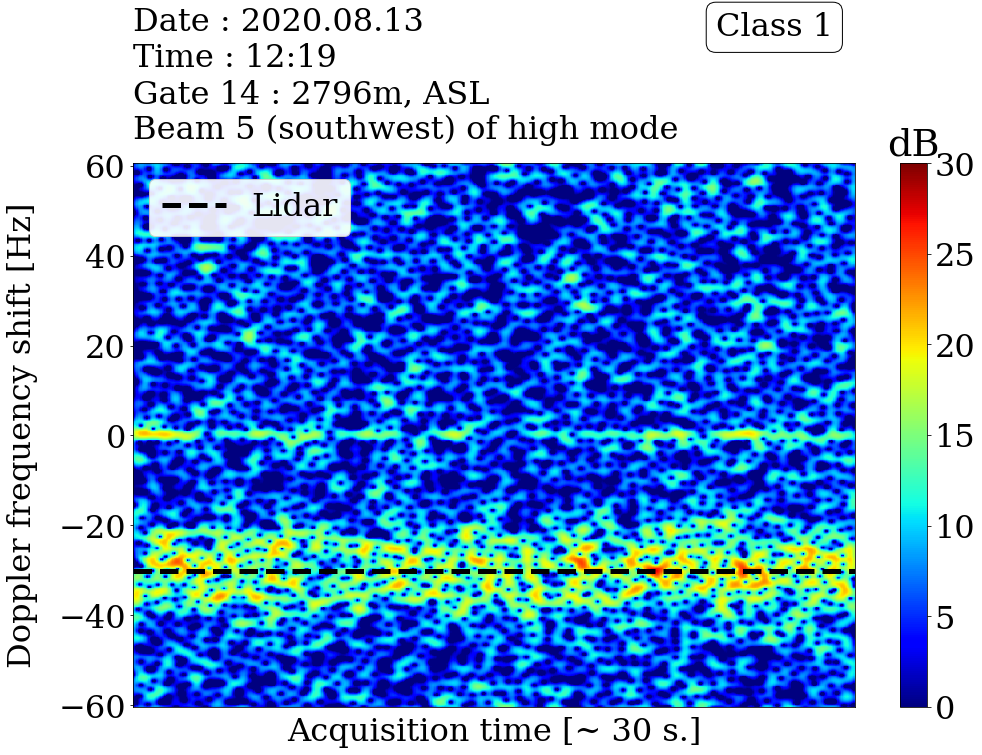 Date : 2020.08.13
Time : 12:19
Gate 14 : 2796m, ASL
Beam 5 (southwest) of high mode
Class 1
dB
Lidar
Doppler frequency shift [Hz]
60
40
20
0
−20
−40
−60
Acquisition time [~ 30 s.]
30
25
20
15
10
5
0